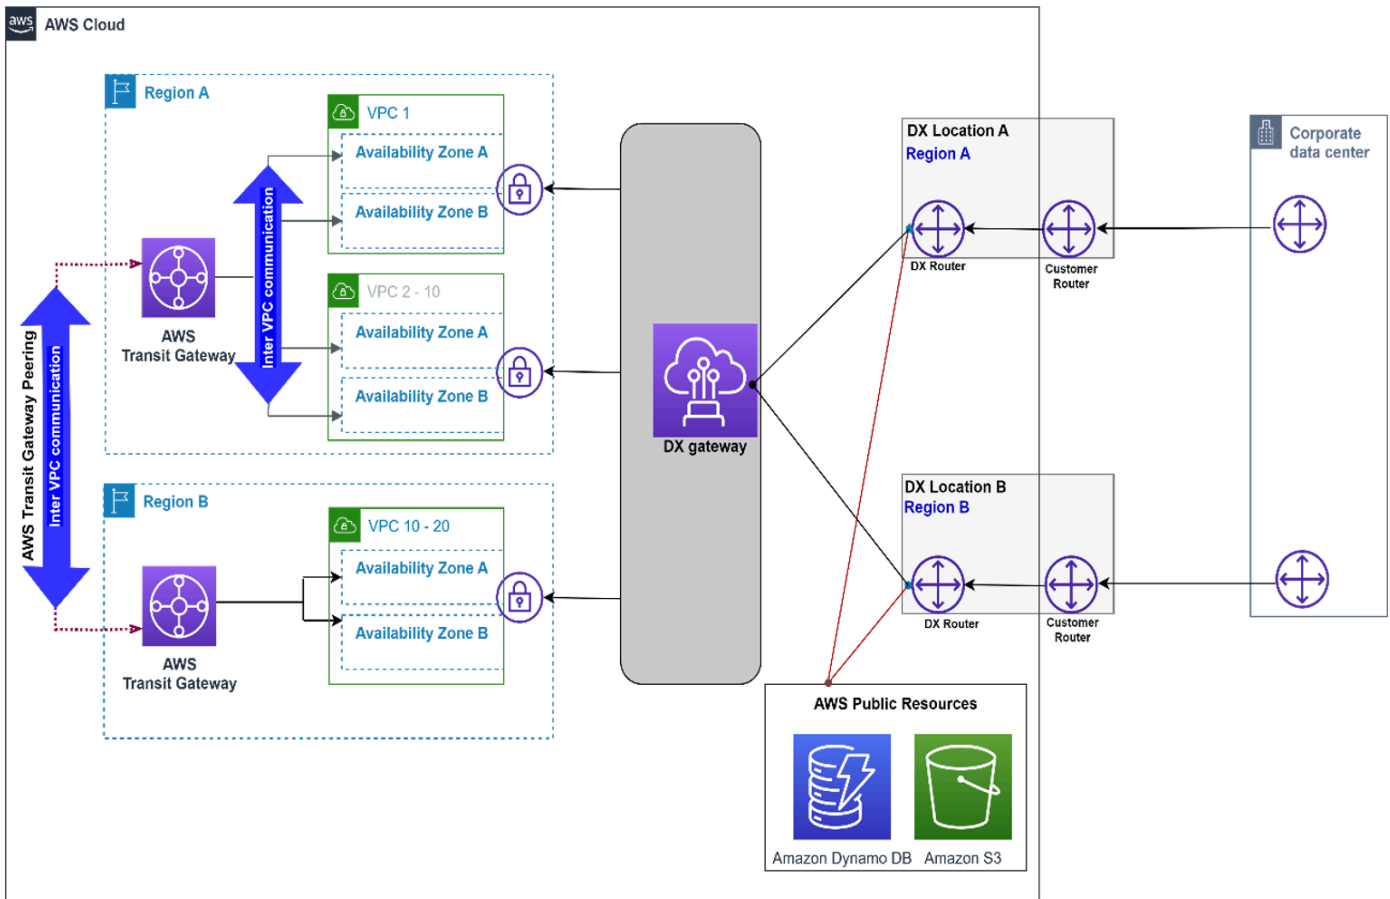 aws
AWS Cloud
Region A
VPC 1
Availability Zone A
Availability Zone B
VPC 2 - 10
Availability Zone A
Availability Zone B
Inter VPC communication
AWS
Transit Gateway
AWS Transit Gateway Peering
Inter VPC communication
Region B
VPC 10 - 20
Availability Zone A
Availability Zone B
AWS
Transit Gateway
DX gateway
DX Location A
Region A
DX Router
Customer
Router
Corporate
data center
DX Location B
Region B
DX Router
Customer
Router
AWS Public Resources
Amazon Dynamo DB
Amazon S3